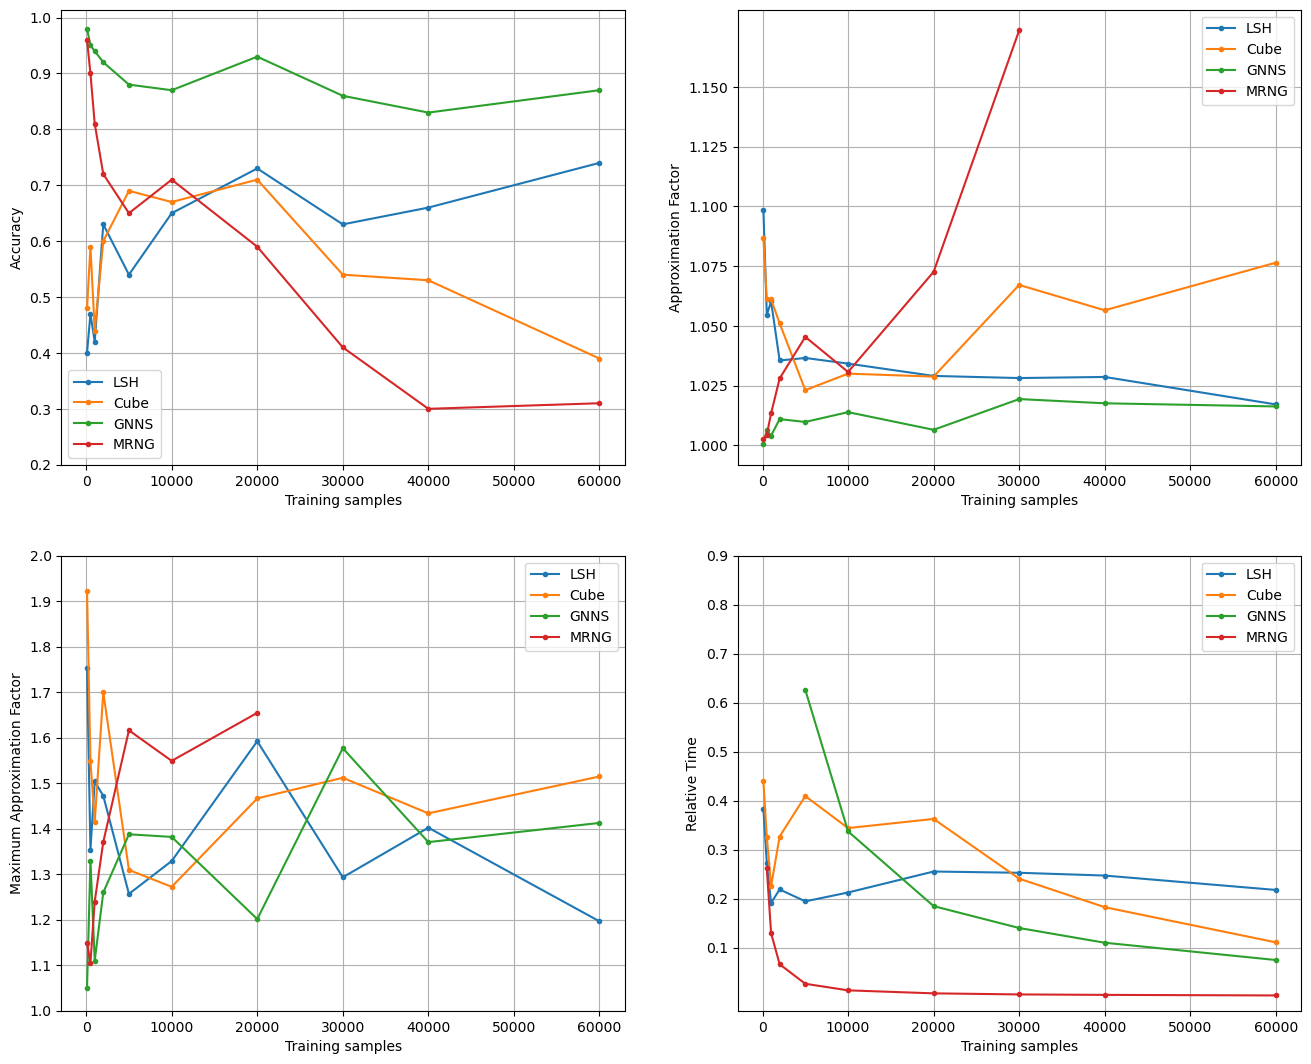 1.0
0.9
0.8
0.7
0.6
0.5
0.4
0.3
0.2
Accuracy
LSH
Cube
GNNS
MRNG
0 10000 20000 30000 40000 50000 60000
Training samples
1.150
1.125
1.100
1.075
1.050
1.025
1.000
Approximation Factor
LSH
Cube
GNNS
MRNG
0 10000 20000 30000 40000 50000 60000
Training samples
2.0
1.9
1.8
1.7
1.6
1.5
1.4
1.3
1.2
1.1
1.0
Maximum Approximation Factor
LSH
Cube
GNNS
MRNG
0 10000 20000 30000 40000 50000 60000
Training samples
0.9
0.8
0.7
0.6
0.5
0.4
0.3
0.2
0.1
Relative Time
LSH
Cube
GNNS
MRNG
0 10000 20000 30000 40000 50000 60000
Training samples